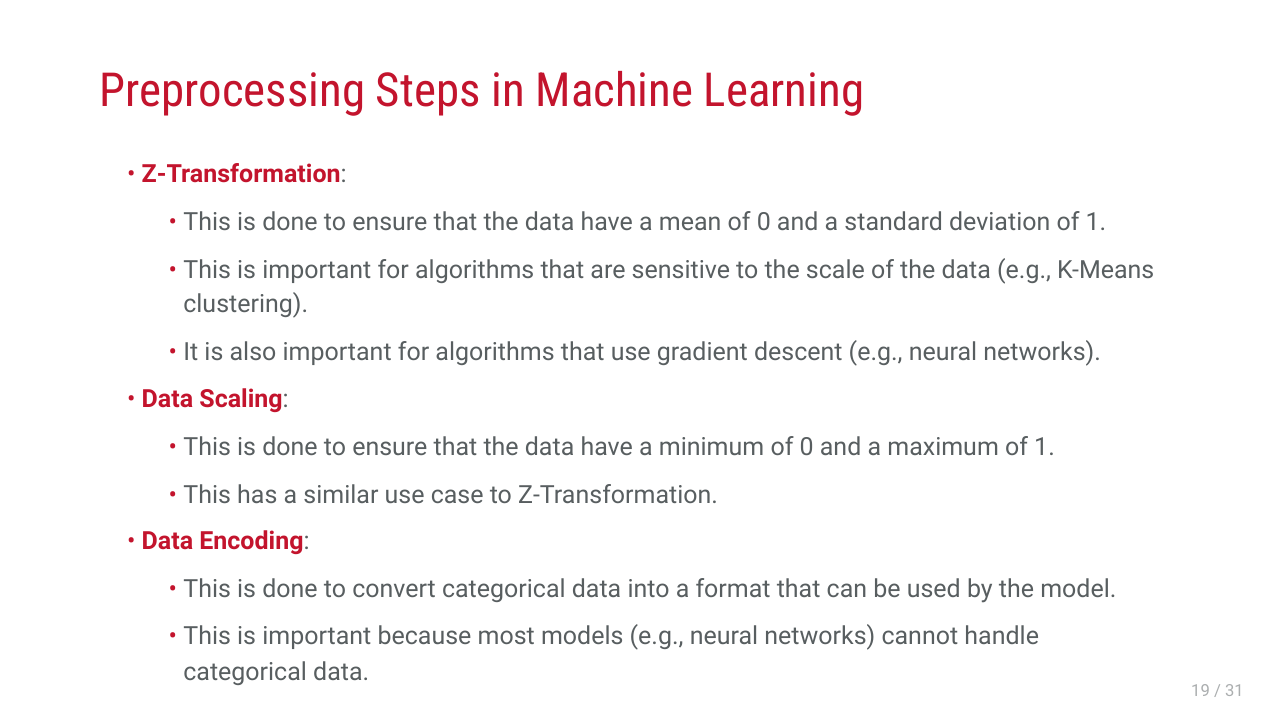 Preprocessing Steps in Machine Learning
• Z-Transformation:
• This is done to ensure that the data have a mean of 0 and a standard deviation of 1.
• This is important for algorithms that are sensitive to the scale of the data (e.g., K-Means
clustering).
• It is also important for algorithms that use gradient descent (e.g., neural networks).
• Data Scaling:
• This is done to ensure that the data have a minimum of 0 and a maximum of 1.
• This has a similar use case to Z-Transformation.
• Data Encoding:
• This is done to convert categorical data into a format that can be used by the model.
• This is important because most models (e.g., neural networks) cannot handle
categorical data.
19 / 31